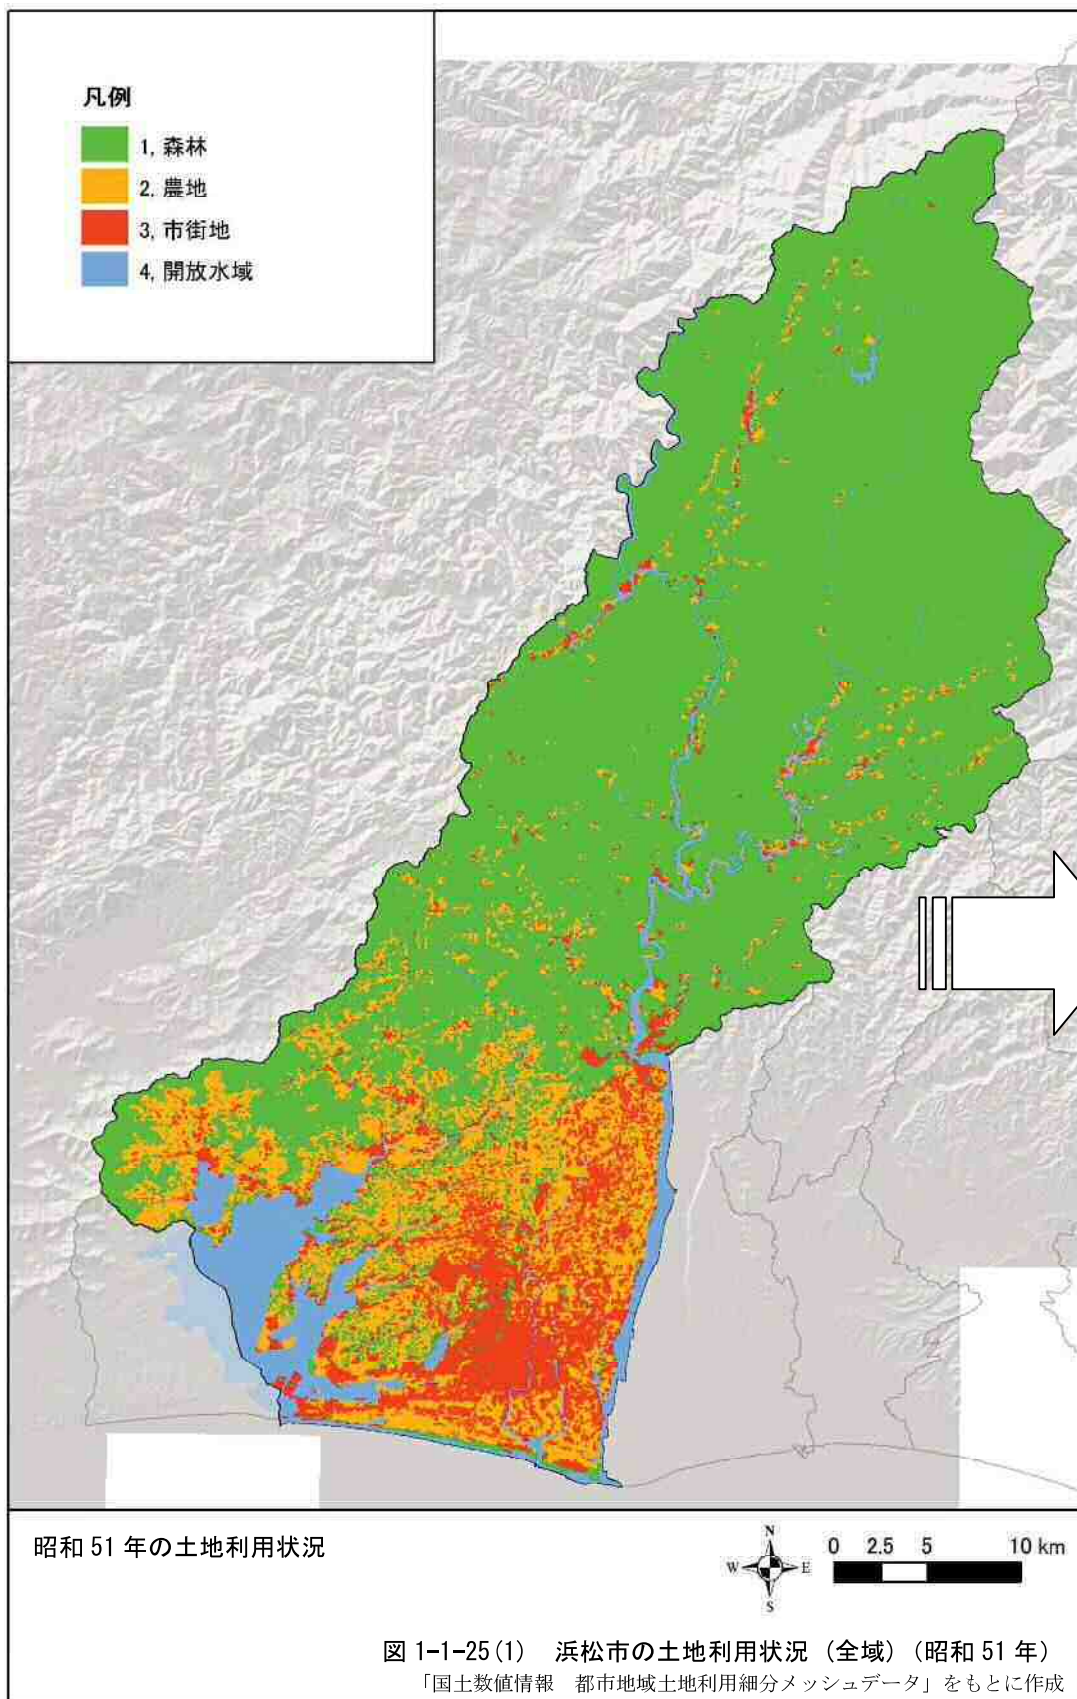 凡例
1, 森林
2, 農地
3, 市街地
4, 開放水域
昭和 51 年の土地利用状況
N
W E
S
0 2.5 5 10 km
図 1-1-25(1) 浜松市の土地利用状況（全域）（昭和 51 年）
「国土数値情報　都市地域土地利用細分メッシュデータ」をもとに作成